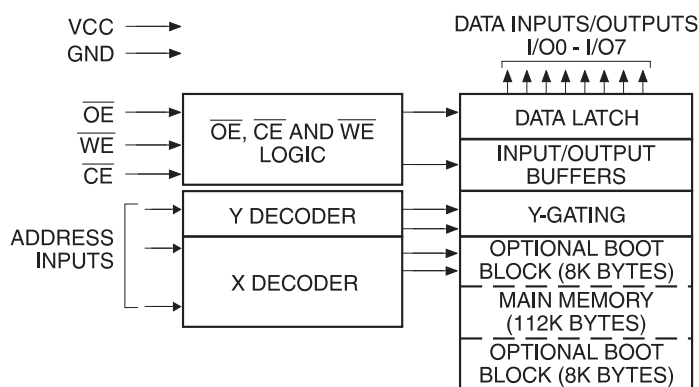 VCC
GND
DATA INPUTS/OUTPUTS
I/O0 - I/O7
OE
WE
CE
OE, CE AND WE
LOGIC
DATA LATCH
INPUT/OUTPUT
BUFFERS
ADDRESS
INPUTS
Y DECODER
Y-GATING
X DECODER
OPTIONAL BOOT
BLOCK (8K BYTES)
MAIN MEMORY
(112K BYTES)
OPTIONAL BOOT
BLOCK (8K BYTES)